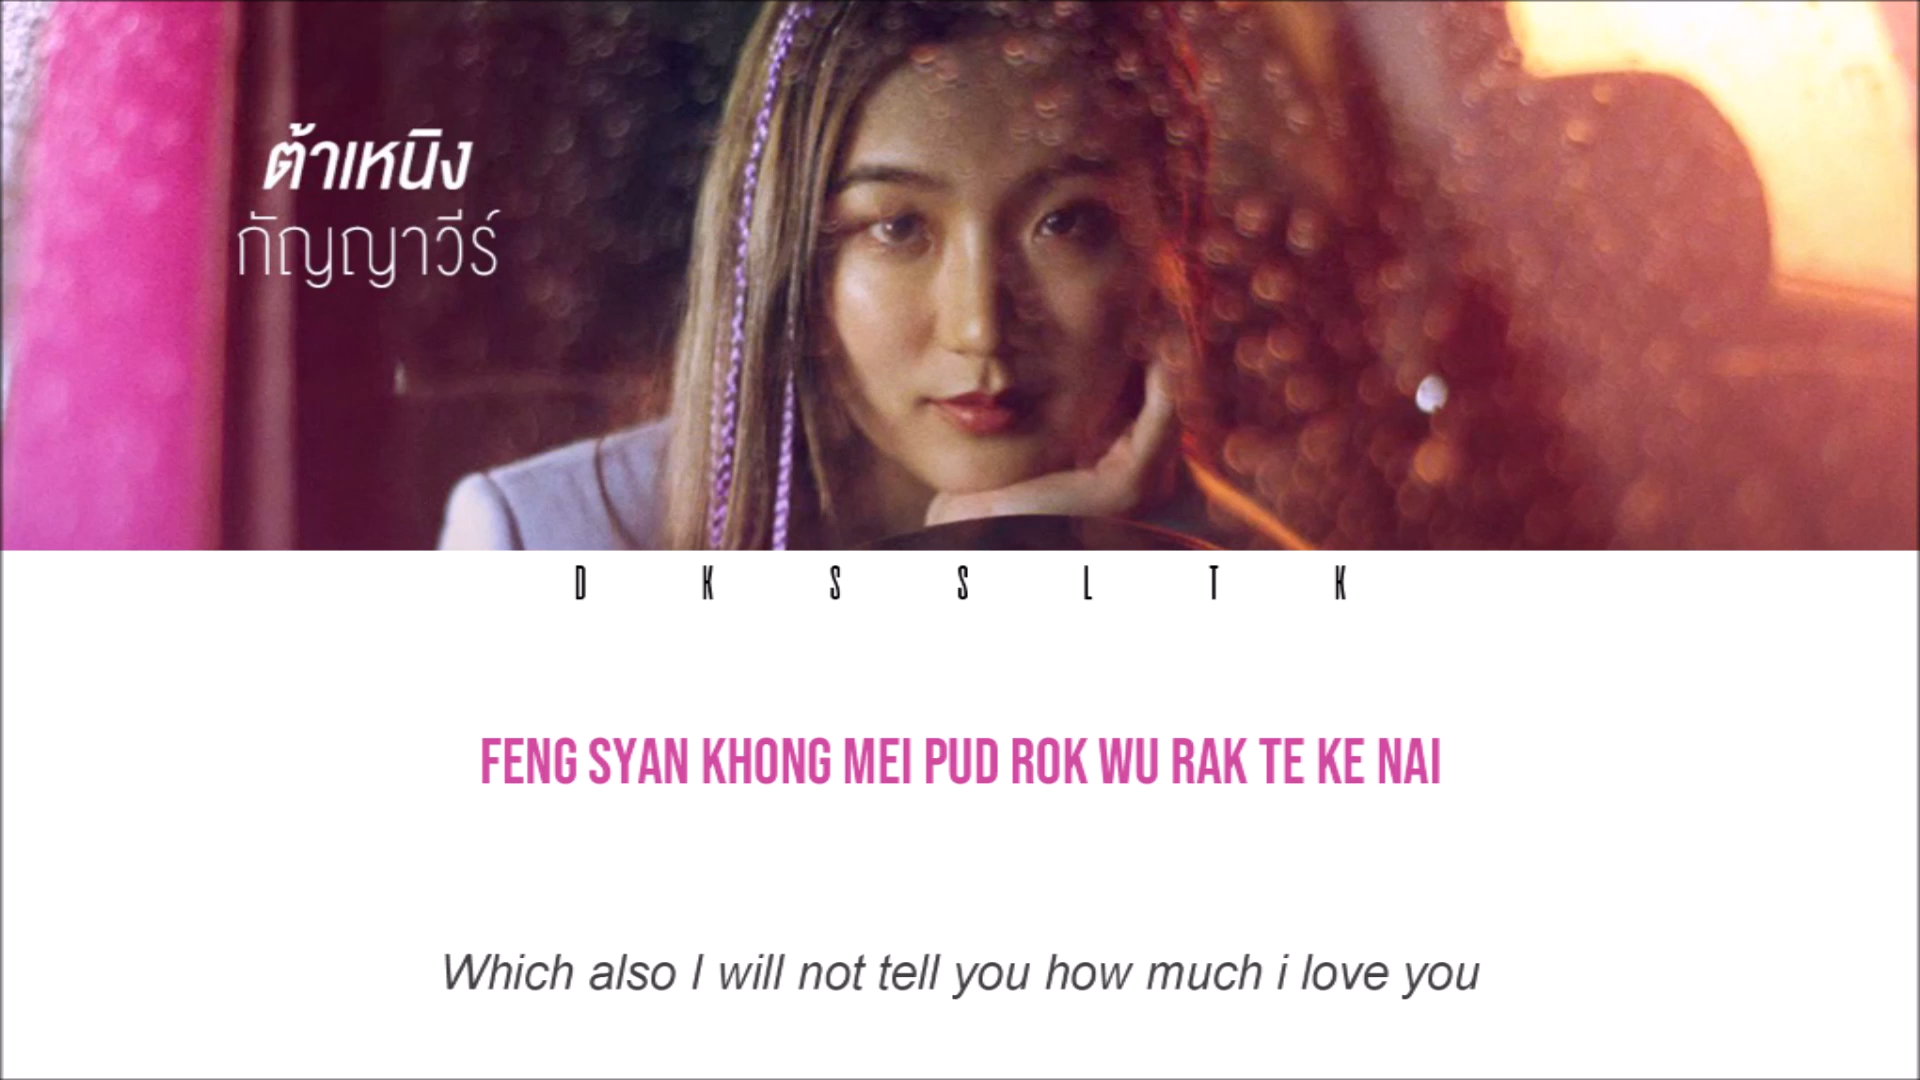 ต้าเหนิง
กัญญาวีร์
D K S S L T K
FENG SYAN KHONG MEI PUD ROK WU RAK TE KE NAI
Which also I will not tell you how much i love you